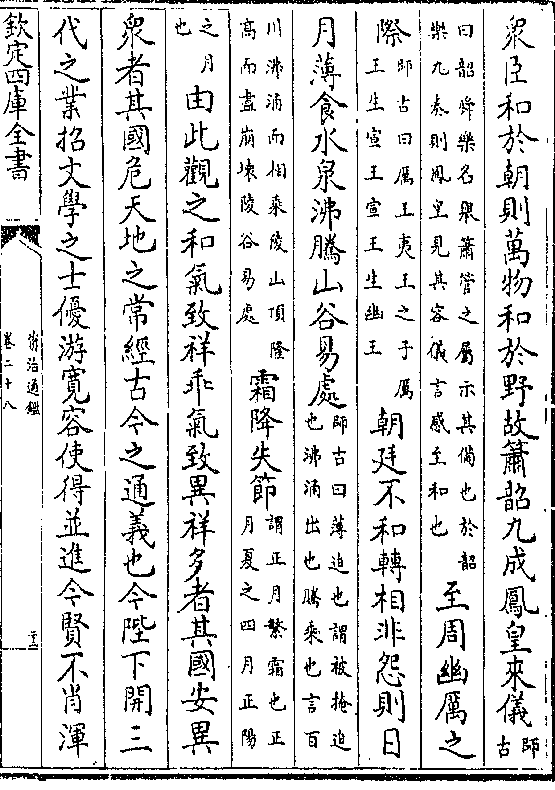 衆臣和於朝則萬物和於野故簫韶九成鳳皇來儀師古
曰韶舜樂名舉簫管之屬示其備也於韶
樂九奏則鳳皇見其容儀言感至和也
至周幽厲之
際
師古曰厲王夷王之子厲
王生宣王宣王生幽王
朝廷不和轉相非怨則日
月薄食水泉沸騰山谷易處
師古曰薄迫也謂被掩迫
也沸涌出也騰乘也言百
川沸涌而相乘陵山頂隆
高而盡崩壊陵谷易處
霜降失節
謂正月繁霜也正
月夏之四月正陽
之月
也
由此觀之和氣致祥乖氣致異祥多者其國安異
衆者其國危天地之常經古今之通義也今陛下開三
代之業招文學之士優游寛容使得並進今賢不肖渾
欽定四庫全書
資治通鑑
卷二十八